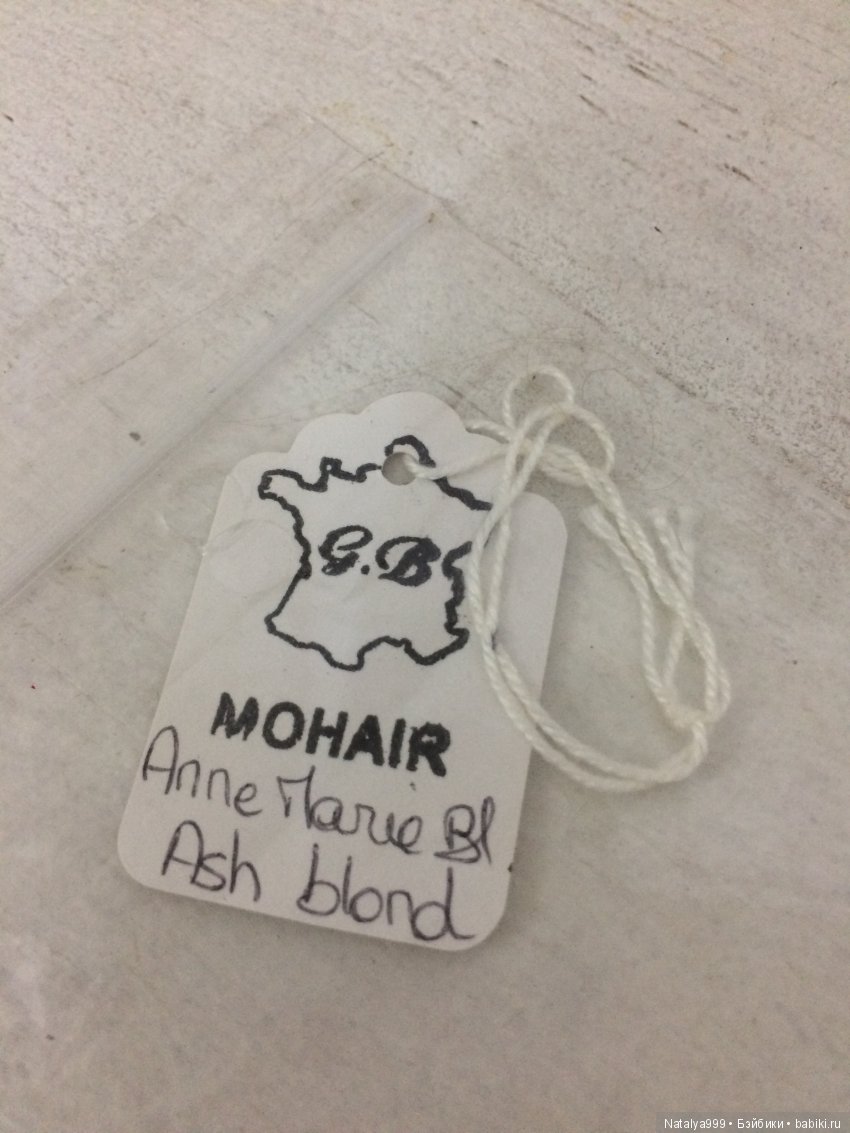 G.B
MOHAIR
Anne Marie Bl
Ash blond
Natalya999 • Бэйбики • babiki.ru